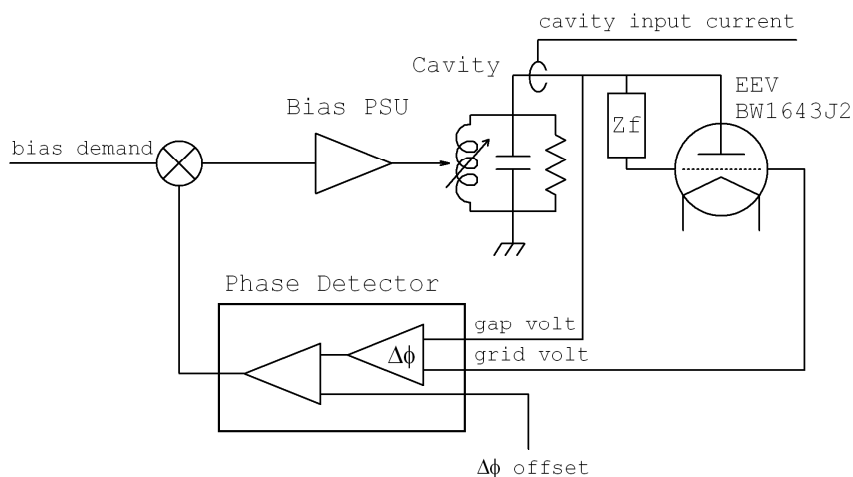 cavity input current
Cavity
EEV
BW1643J2
Bias PSU
Zf
bias demand
Phase Detector
gap volt
grid volt
Δϕ
Δϕ offset